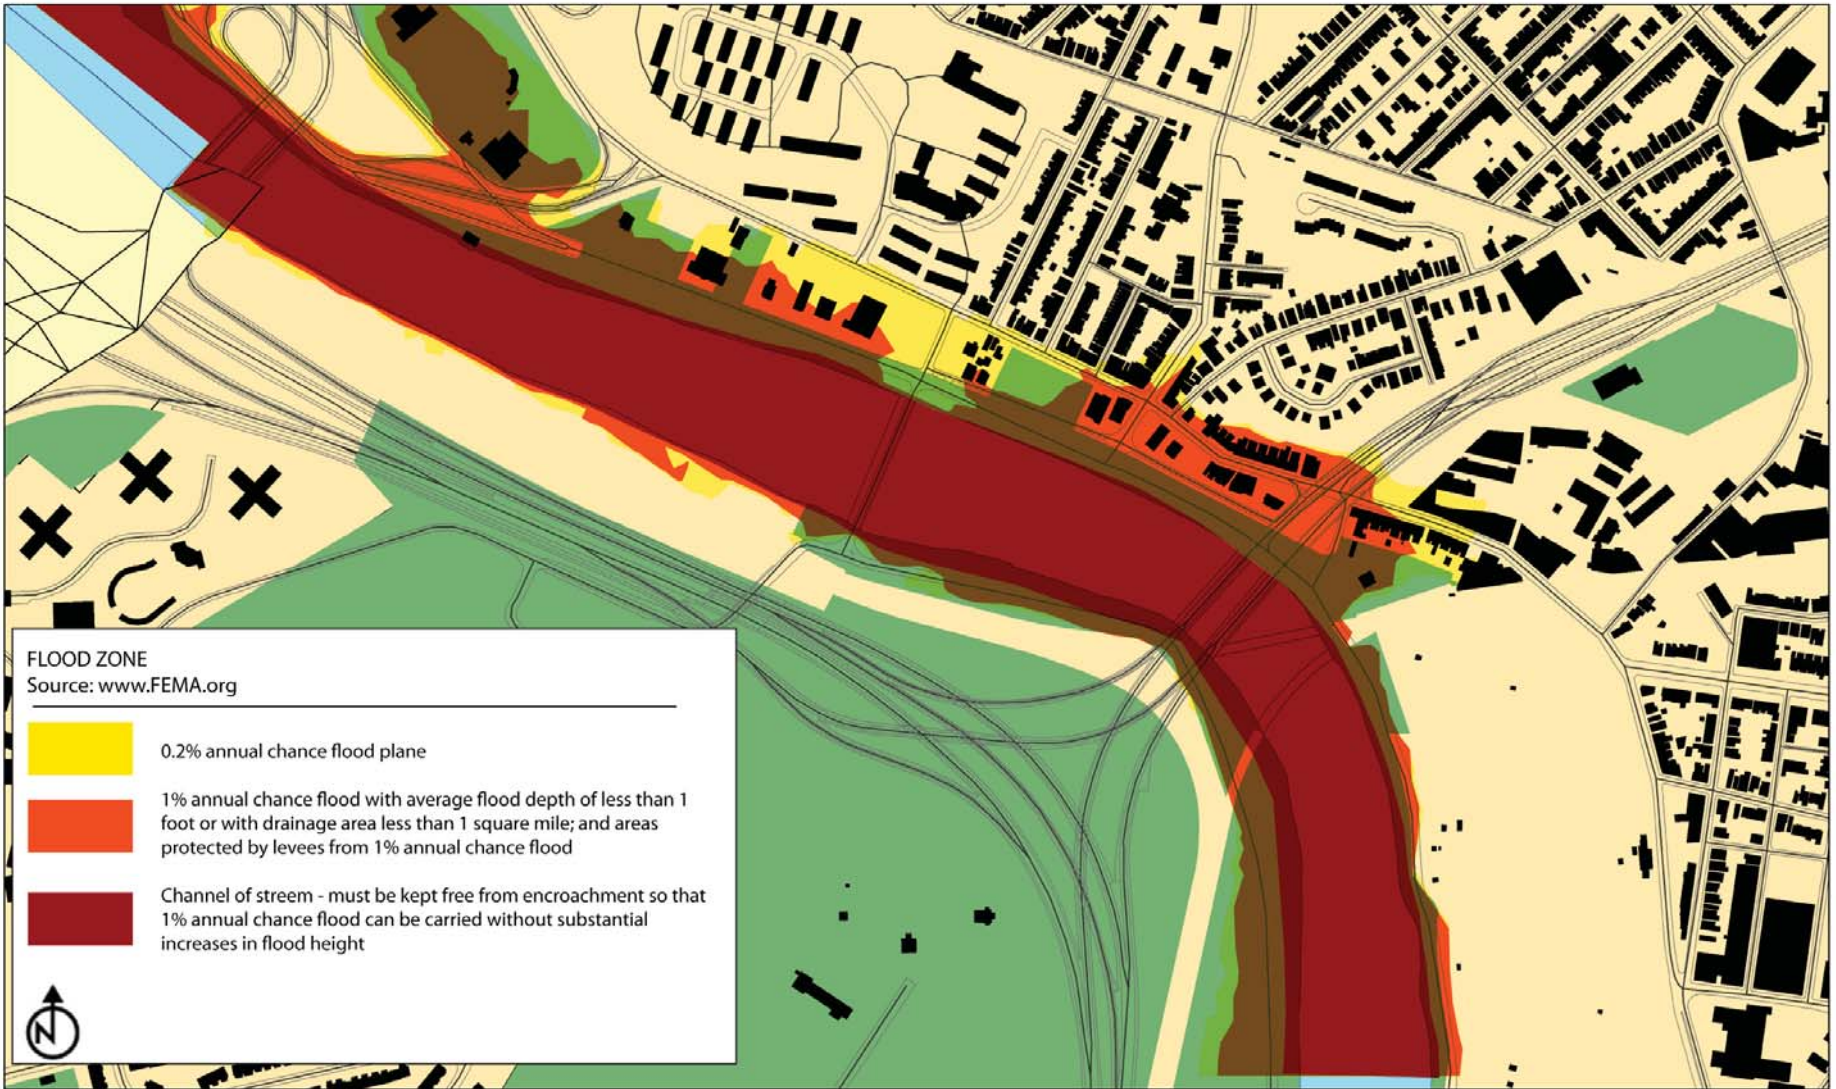 FLOOD ZONE
Source: www.FEMA.org
0.2% annual chance flood plane
1% annual chance flood with average flood depth of less than 1
foot or with drainage area less than 1 square mile; and areas
protected by levees from 1% annual chance flood
Channel of streem - must be kept free from encroachment so that
1% annual chance flood can be carried without substantial
increases in flood height
N